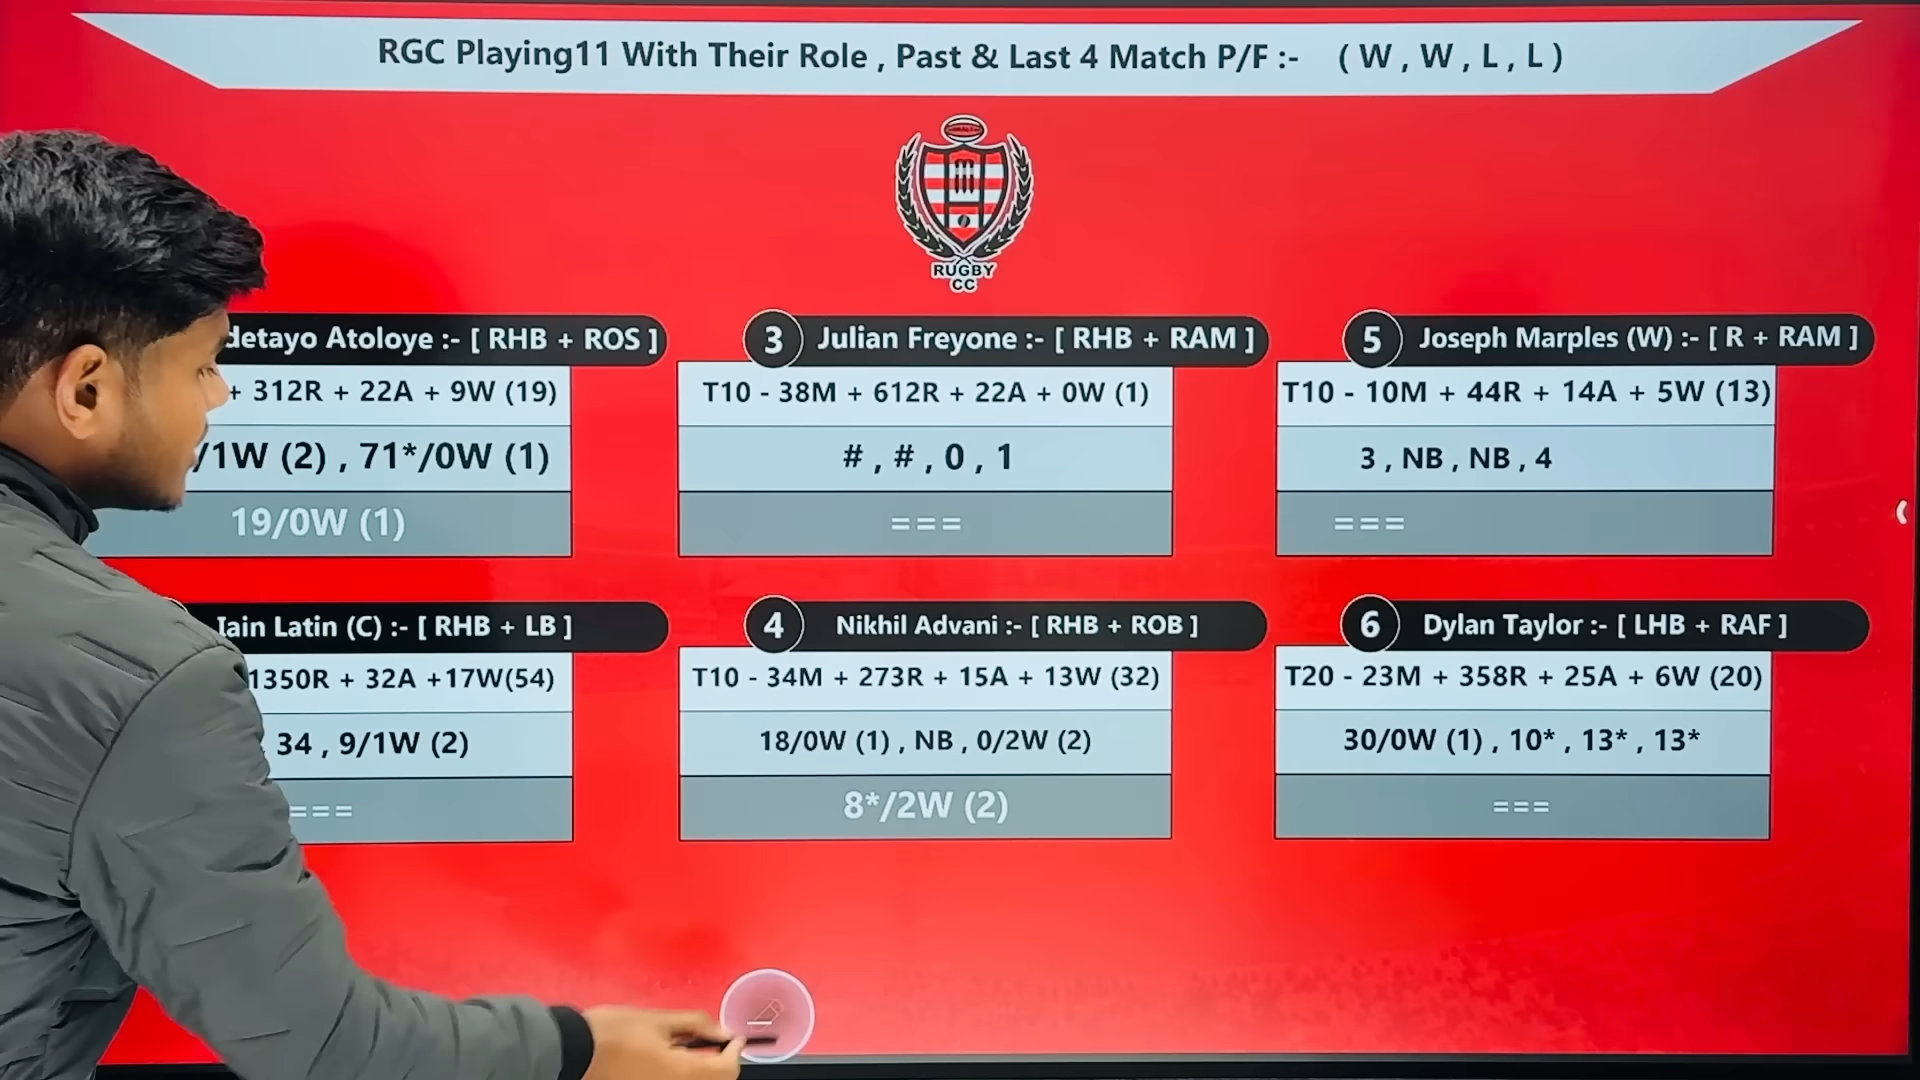 RGC Playing11 With Their Role , Past & Last 4 Match P/F :- ( W , W , L , L )
RUGBY
CC
Atoloye :- [ RHB + ROS ]
+ 312R + 22A + 9W (19)
/1W (2) , 71*/0W (1)
19/0W (1)
3 Julian Freyone :- [ RHB + RAM ]
T10 - 38M + 612R + 22A + 0W (1)
# , # , 0 , 1
===
5 Joseph Marples (W) :- [ R + RAM ]
T10 - 10M + 44R + 14A + 5W (13)
3 , NB , NB , 4
===
Iain Latin (C) :- [ RHB + LB ]
1350R + 32A +17W(54)
34 , 9/1W (2)
===
4 Nikhil Advani :- [ RHB + ROB ]
T10 - 34M + 273R + 15A + 13W (32)
18/0W (1) , NB , 0/2W (2)
8*/2W (2)
6 Dylan Taylor :- [ LHB + RAF ]
T20 - 23M + 358R + 25A + 6W (20)
30/0W (1) , 10* , 13* , 13*
===